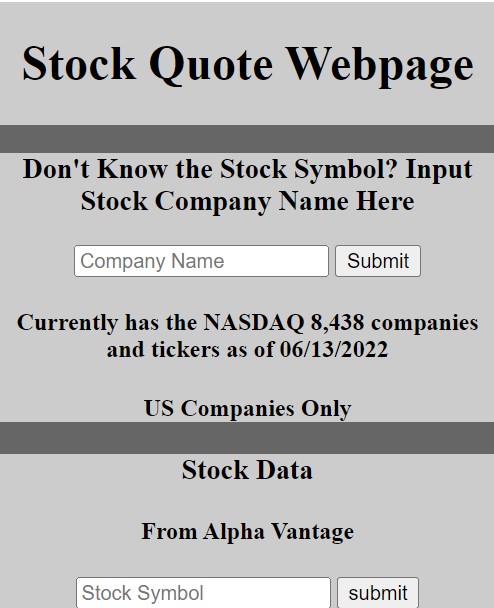 Stock Quote Webpage
Don't Know the Stock Symbol? Input
Stock Company Name Here
Company Name Submit
Currently has the NASDAQ 8,438 companies
and tickers as of 06/13/2022
US Companies Only
Stock Data
From Alpha Vantage
Stock Symbol submit